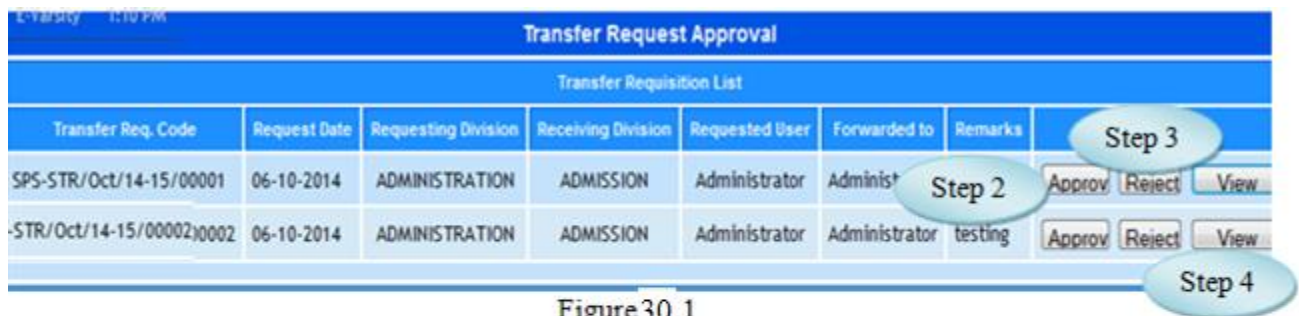 E-Varsity 1:10 PM
Transfer Request Approval
Transfer Requisition List
Transfer Req. Code Request Date Requesting Division Receiving Division Requested User Forwarded to Remarks
Step 3
SPS-STR/Oct/14-15/00001 06-10-2014 ADMINISTRATION ADMISSION Administrator Administ Step 2 Approv Reject View
-STR/Oct/14-15/00002 00002 06-10-2014 ADMINISTRATION ADMISSION Administrator Administrator testing Approv Reject View
Step 4
Figure 30.1